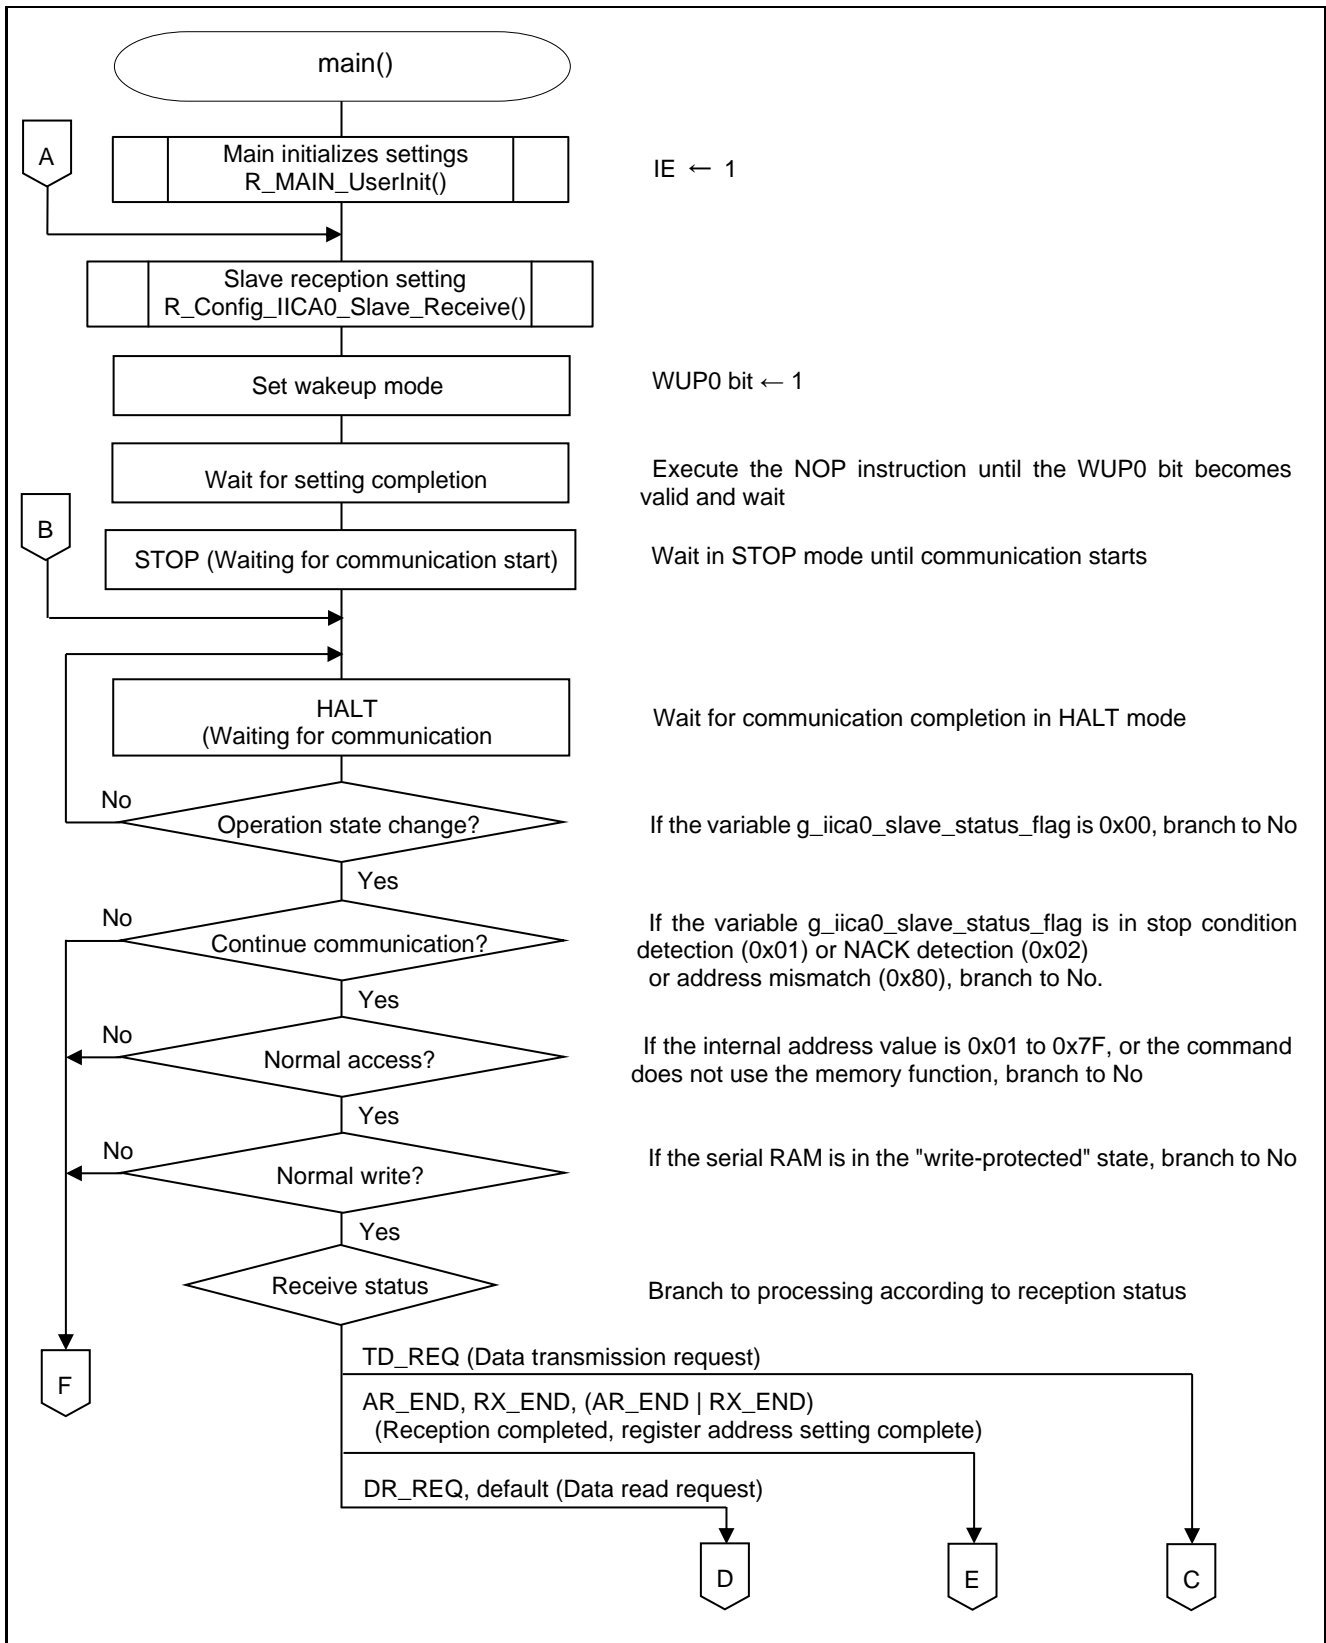 main()
A
Main initializes settings
R_MAIN_UserInit()
IE ← 1
Slave reception setting
R_Config_IICA0_Slave_Receive()
Set wakeup mode
WUP0 bit ← 1
Wait for setting completion
Execute the NOP instruction until the WUP0 bit becomes
valid and wait
B
STOP (Waiting for communication start)
Wait in STOP mode until communication starts
HALT
(Waiting for communication
Wait for communication completion in HALT mode
No
Operation state change?
If the variable g_iica0_slave_status_flag is 0x00, branch to No
Yes
No
Continue communication?
If the variable g_iica0_slave_status_flag is in stop condition
detection (0x01) or NACK detection (0x02)
or address mismatch (0x80), branch to No.
Yes
No
Normal access?
If the internal address value is 0x01 to 0x7F, or the command
does not use the memory function, branch to No
Yes
No
Normal write?
If the serial RAM is in the "write-protected" state, branch to No
Yes
Receive status
Branch to processing according to reception status
F
TD_REQ (Data transmission request)
AR_END, RX_END, (AR_END | RX_END)
(Reception completed, register address setting complete)
DR_REQ, default (Data read request)
D
E
C